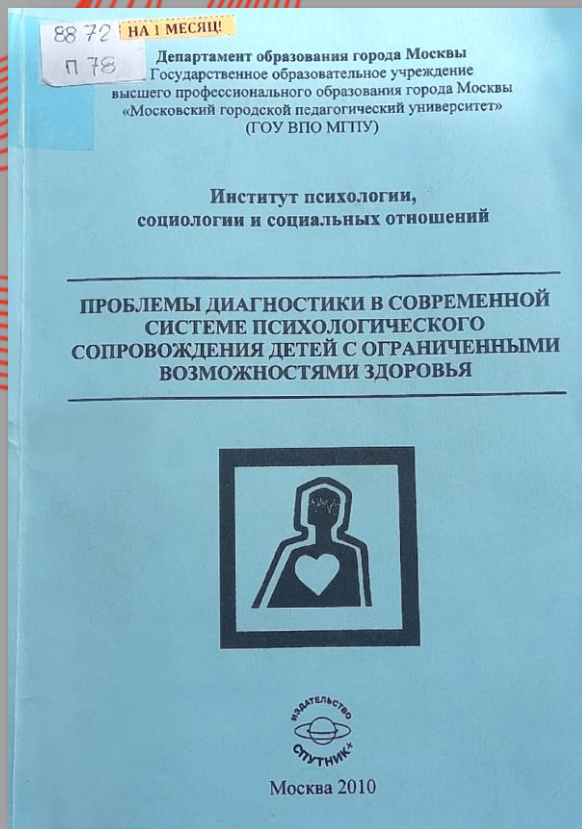 88 72
П 78
НА 1 МЕСЯЦ!
Департамент образования города Москвы
Государственное образовательное учреждение
высшего профессионального образования города Москвы
«Московский городской педагогический университет»
(ГОУ ВПО МГПУ)
Институт психологии,
социологии и социальных отношений
ПРОБЛЕМЫ ДИАГНОСТИКИ В СОВРЕМЕННОЙ
СИСТЕМЕ ПСИХОЛОГИЧЕСКОГО
СОПРОВОЖДЕНИЯ ДЕТЕЙ С ОГРАНИЧЕННЫМИ
ВОЗМОЖНОСТЯМИ ЗДОРОВЬЯ
ИЗДАТЕЛЬСТВО
СПУТНИК+
Москва 2010